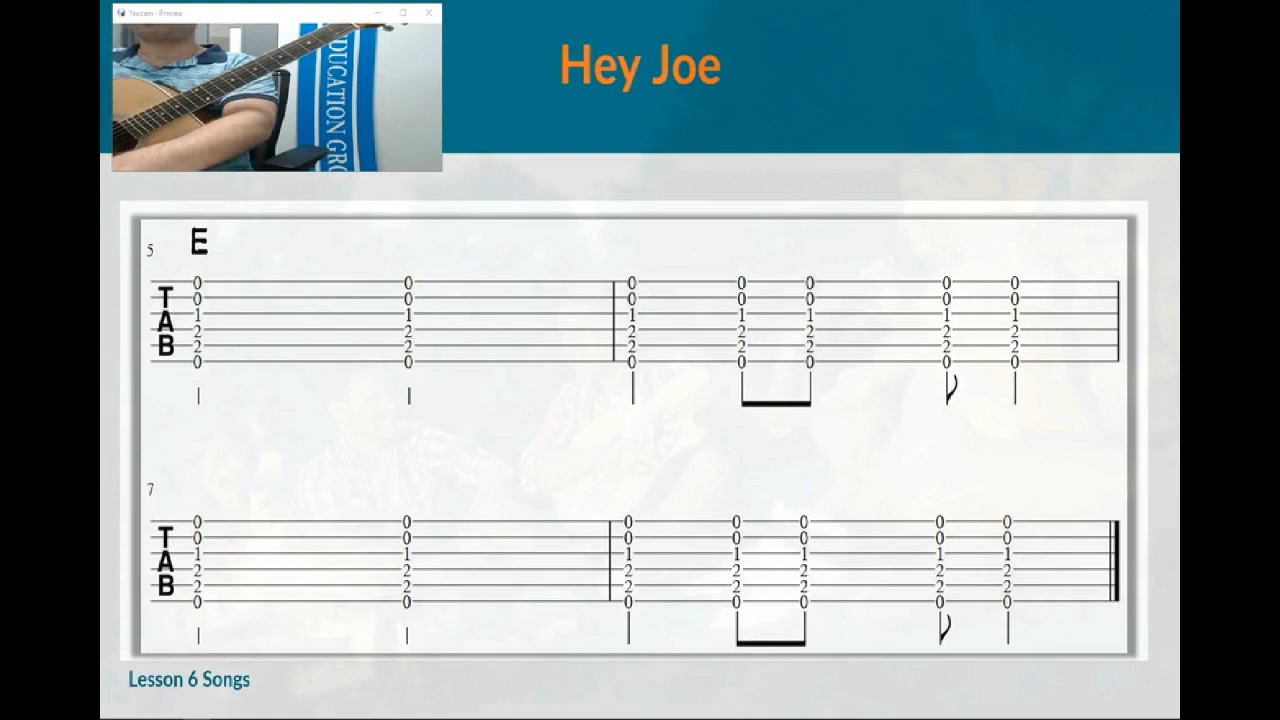 Yawcam - Preview
DUCATION GRO
Hey Joe
5 E
T A B
0 0 0 0 0 0 0
0 0 0 0 0 0 0
1 1 1 1 1 1 1
2 2 2 2 2 2 2
2 2 2 2 2 2 2
0 0 0 0 0 0 0
7
T A B
0 0 0 0 0 0 0
0 0 0 0 0 0 0
1 1 1 1 1 1 1
2 2 2 2 2 2 2
2 2 2 2 2 2 2
0 0 0 0 0 0 0
Lesson 6 Songs